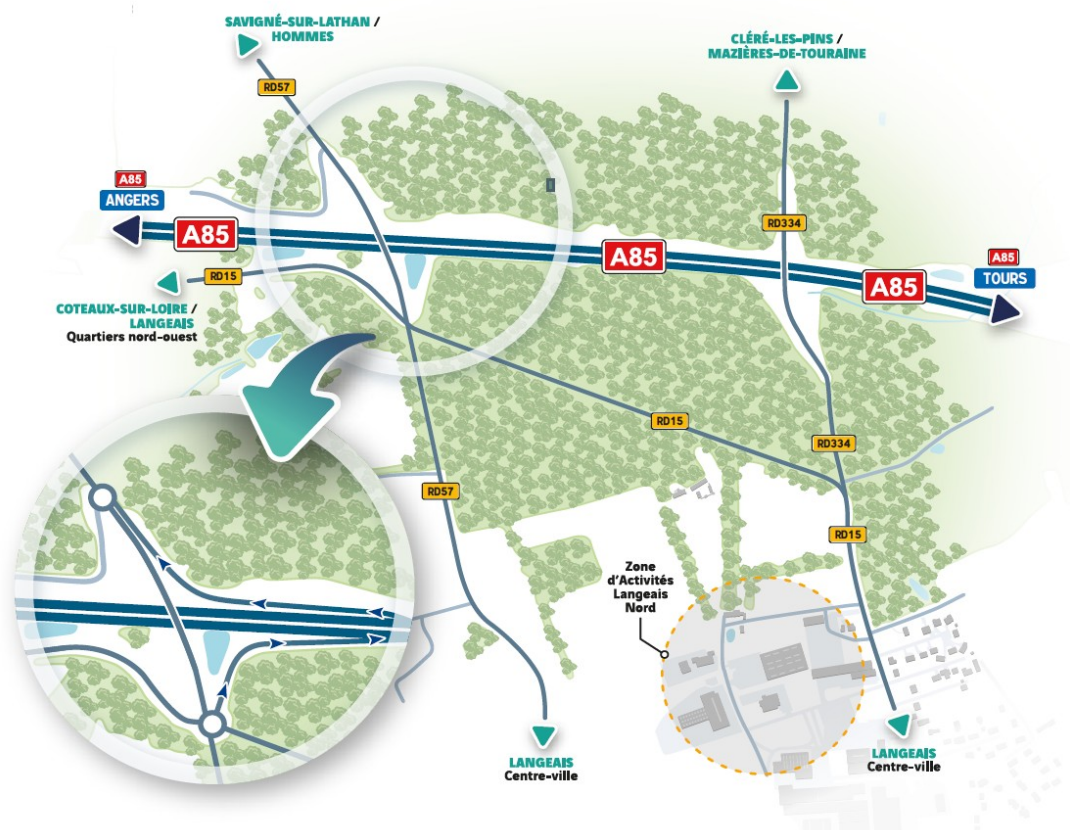 SAVIGNÉ-SUR-LATHAN /
HOMMES
CLÉRÉ-LES-PINS /
MAZIÈRES-DE-TOURAINE
RD57
A85
ANGERS
A85
RD334
A85
A85
TOURS
A85
RD15
COTEAUX-SUR-LOIRE /
LANGEAIS
Quartiers nord-ouest
RD15
RD334
RD57
RD15
Zone
d'Activités
Langeais
Nord
LANGEAIS
Centre-ville
LANGEAIS
Centre-ville